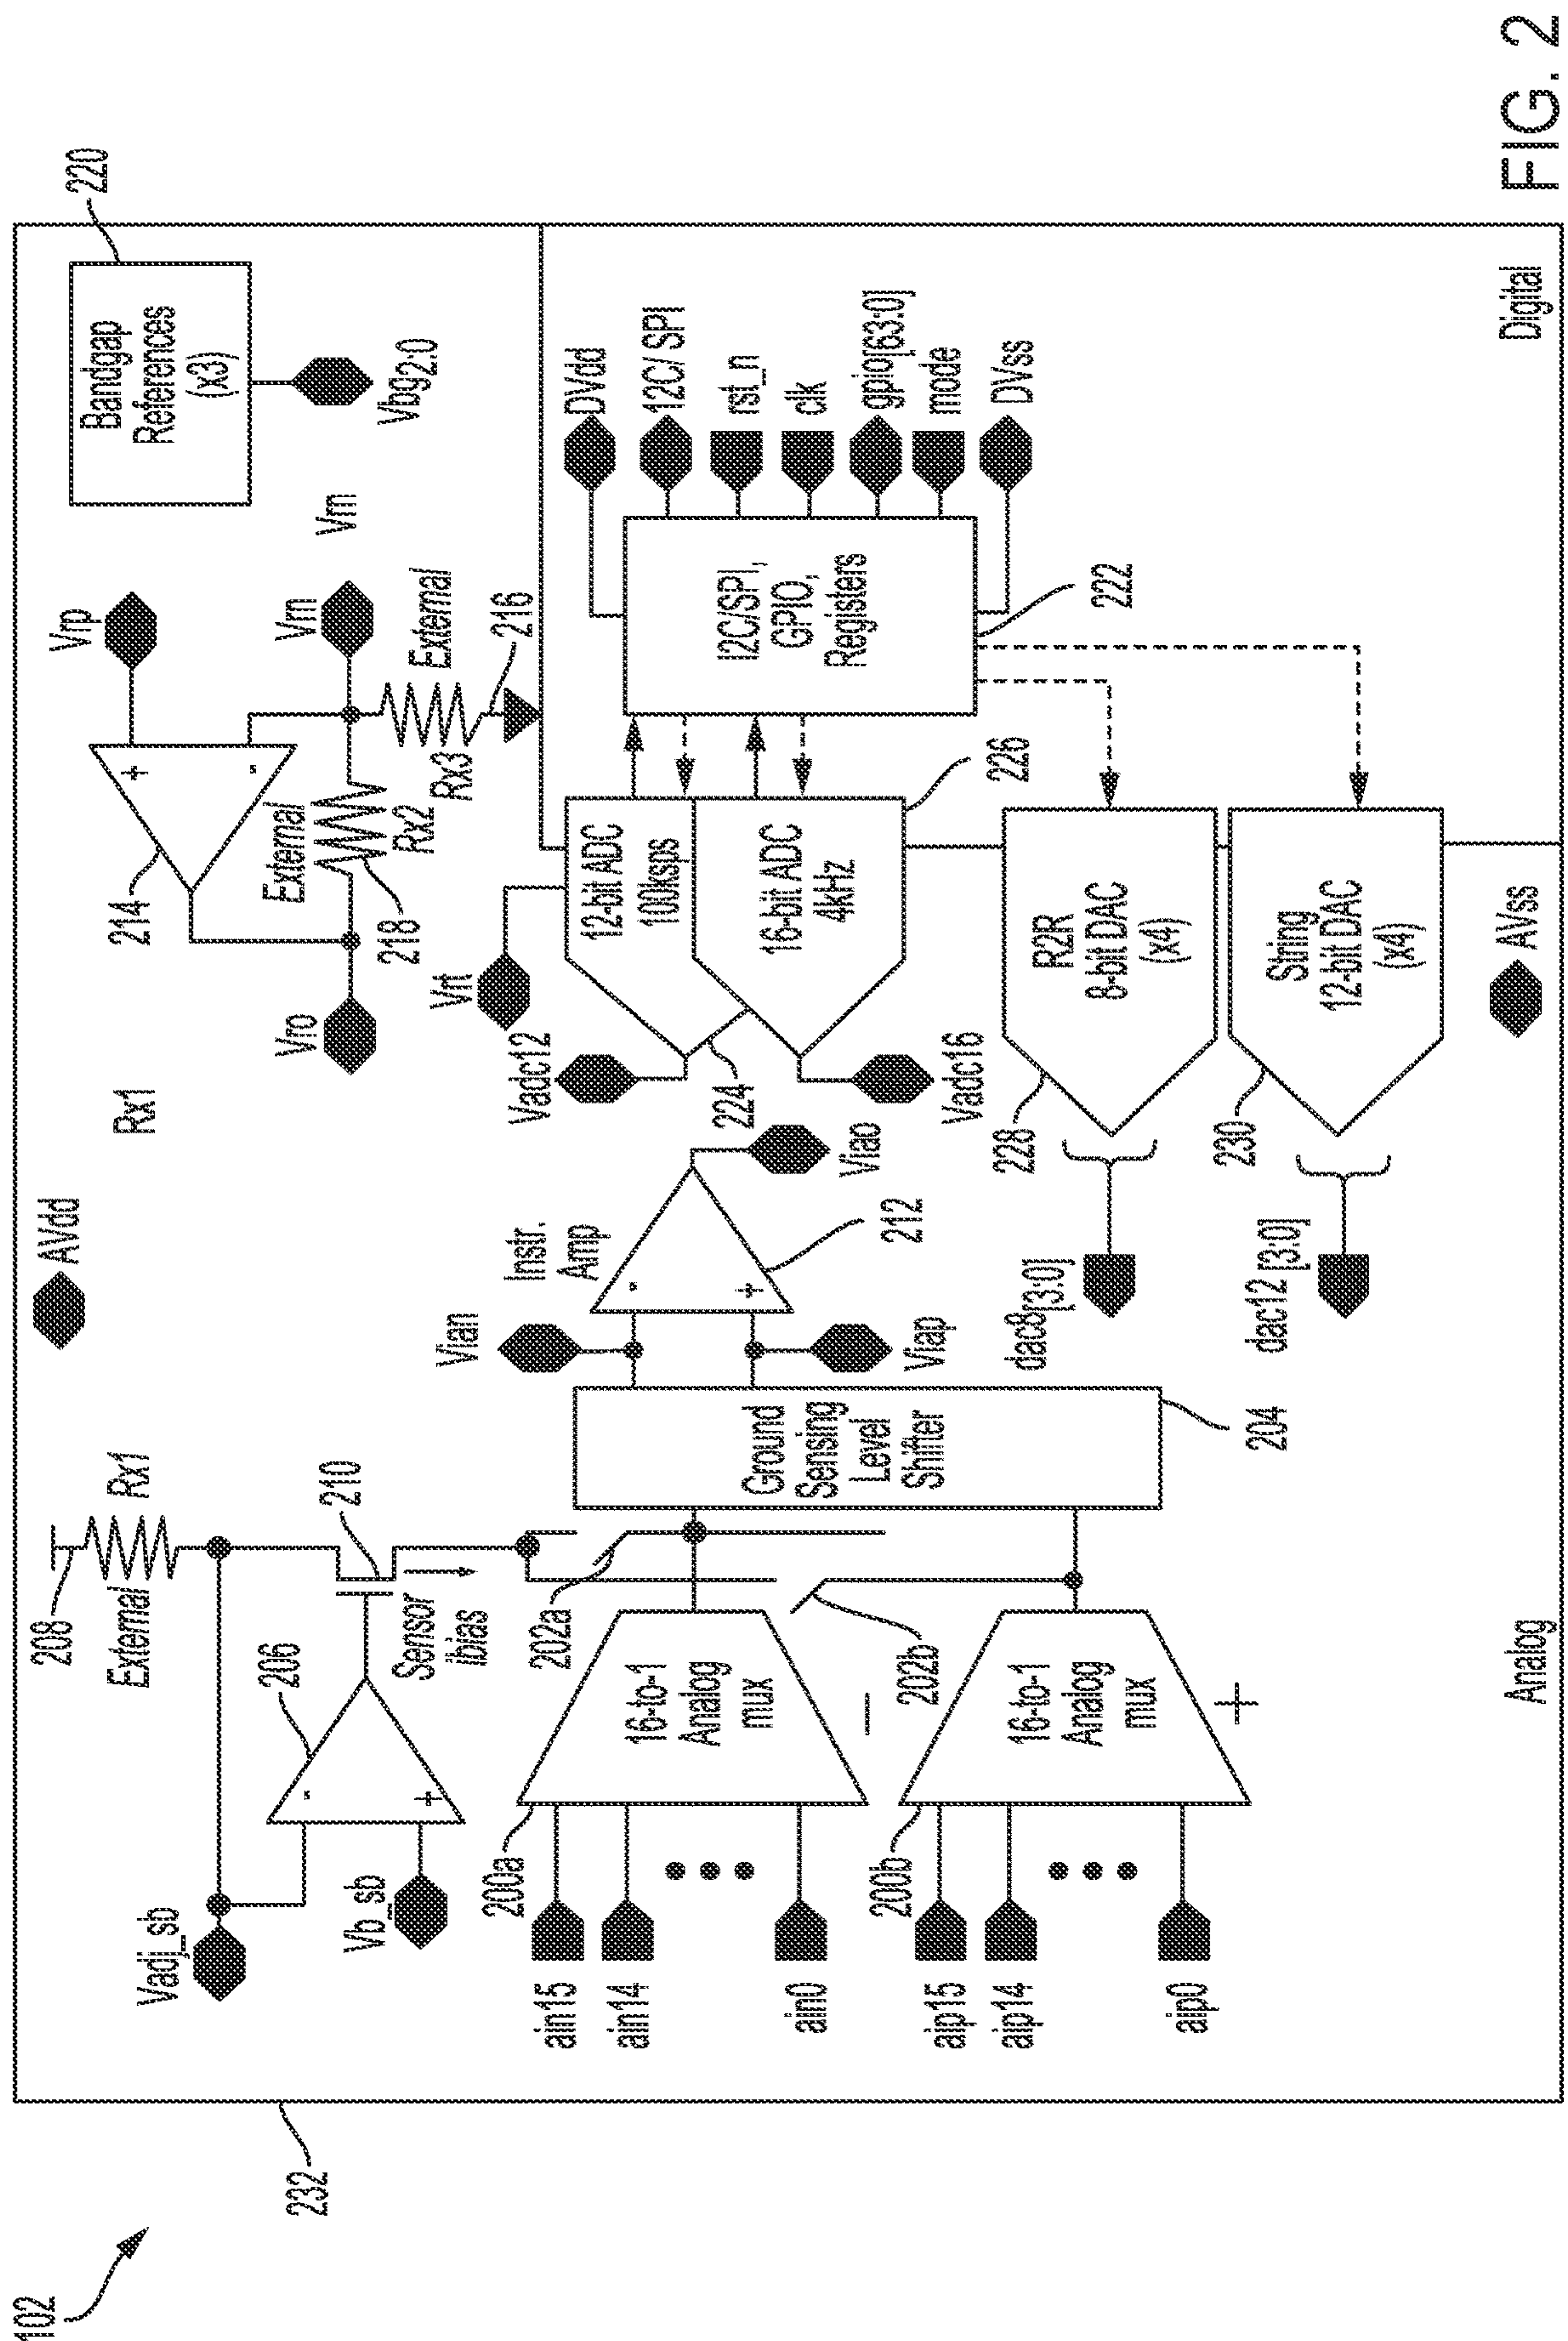 102
232
AVdd
208
External
Rx1
Rx1
Vadj_sb
206
-
+
Vb_sb
210
Sensor
ibias
202a
200a
ain15
ain14
ain0
16-to-1
Analog
mux
–
202b
200b
aip15
aip14
aip0
16-to-1
Analog
mux
+
Ground
Sensing
Level
Shifter
204
Vian
Viap
Instr.
Amp
-
+
212
Viao
214
+
-
Vrp
Vrn
Vrn
Vro
External
218
Rx2
Rx3
External
216
220
Bandgap
References
(x3)
Vbg2:0
Vrt
Vadc12
224
12-bit ADC
100ksps
16-bit ADC
4kHz
226
Vadc16
I2C/SPI,
GPIO,
Registers
222
DVdd
12C/ SPI
rst_n
clk
gpio[63:0]
mode
DVss
228
R2R
8-bit DAC
(x4)
dac8[3:0]
230
String
12-bit DAC
(x4)
dac12 [3:0]
AVss
Analog
Digital
FIG. 2